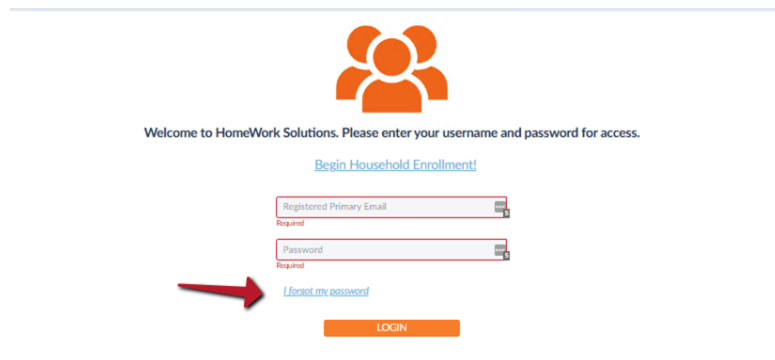 Welcome to HomeWork Solutions. Please enter your username and password for access.
Begin Household Enrollment!
Registered Primary Email
Required
Password
Required
I forgot my password
LOGIN